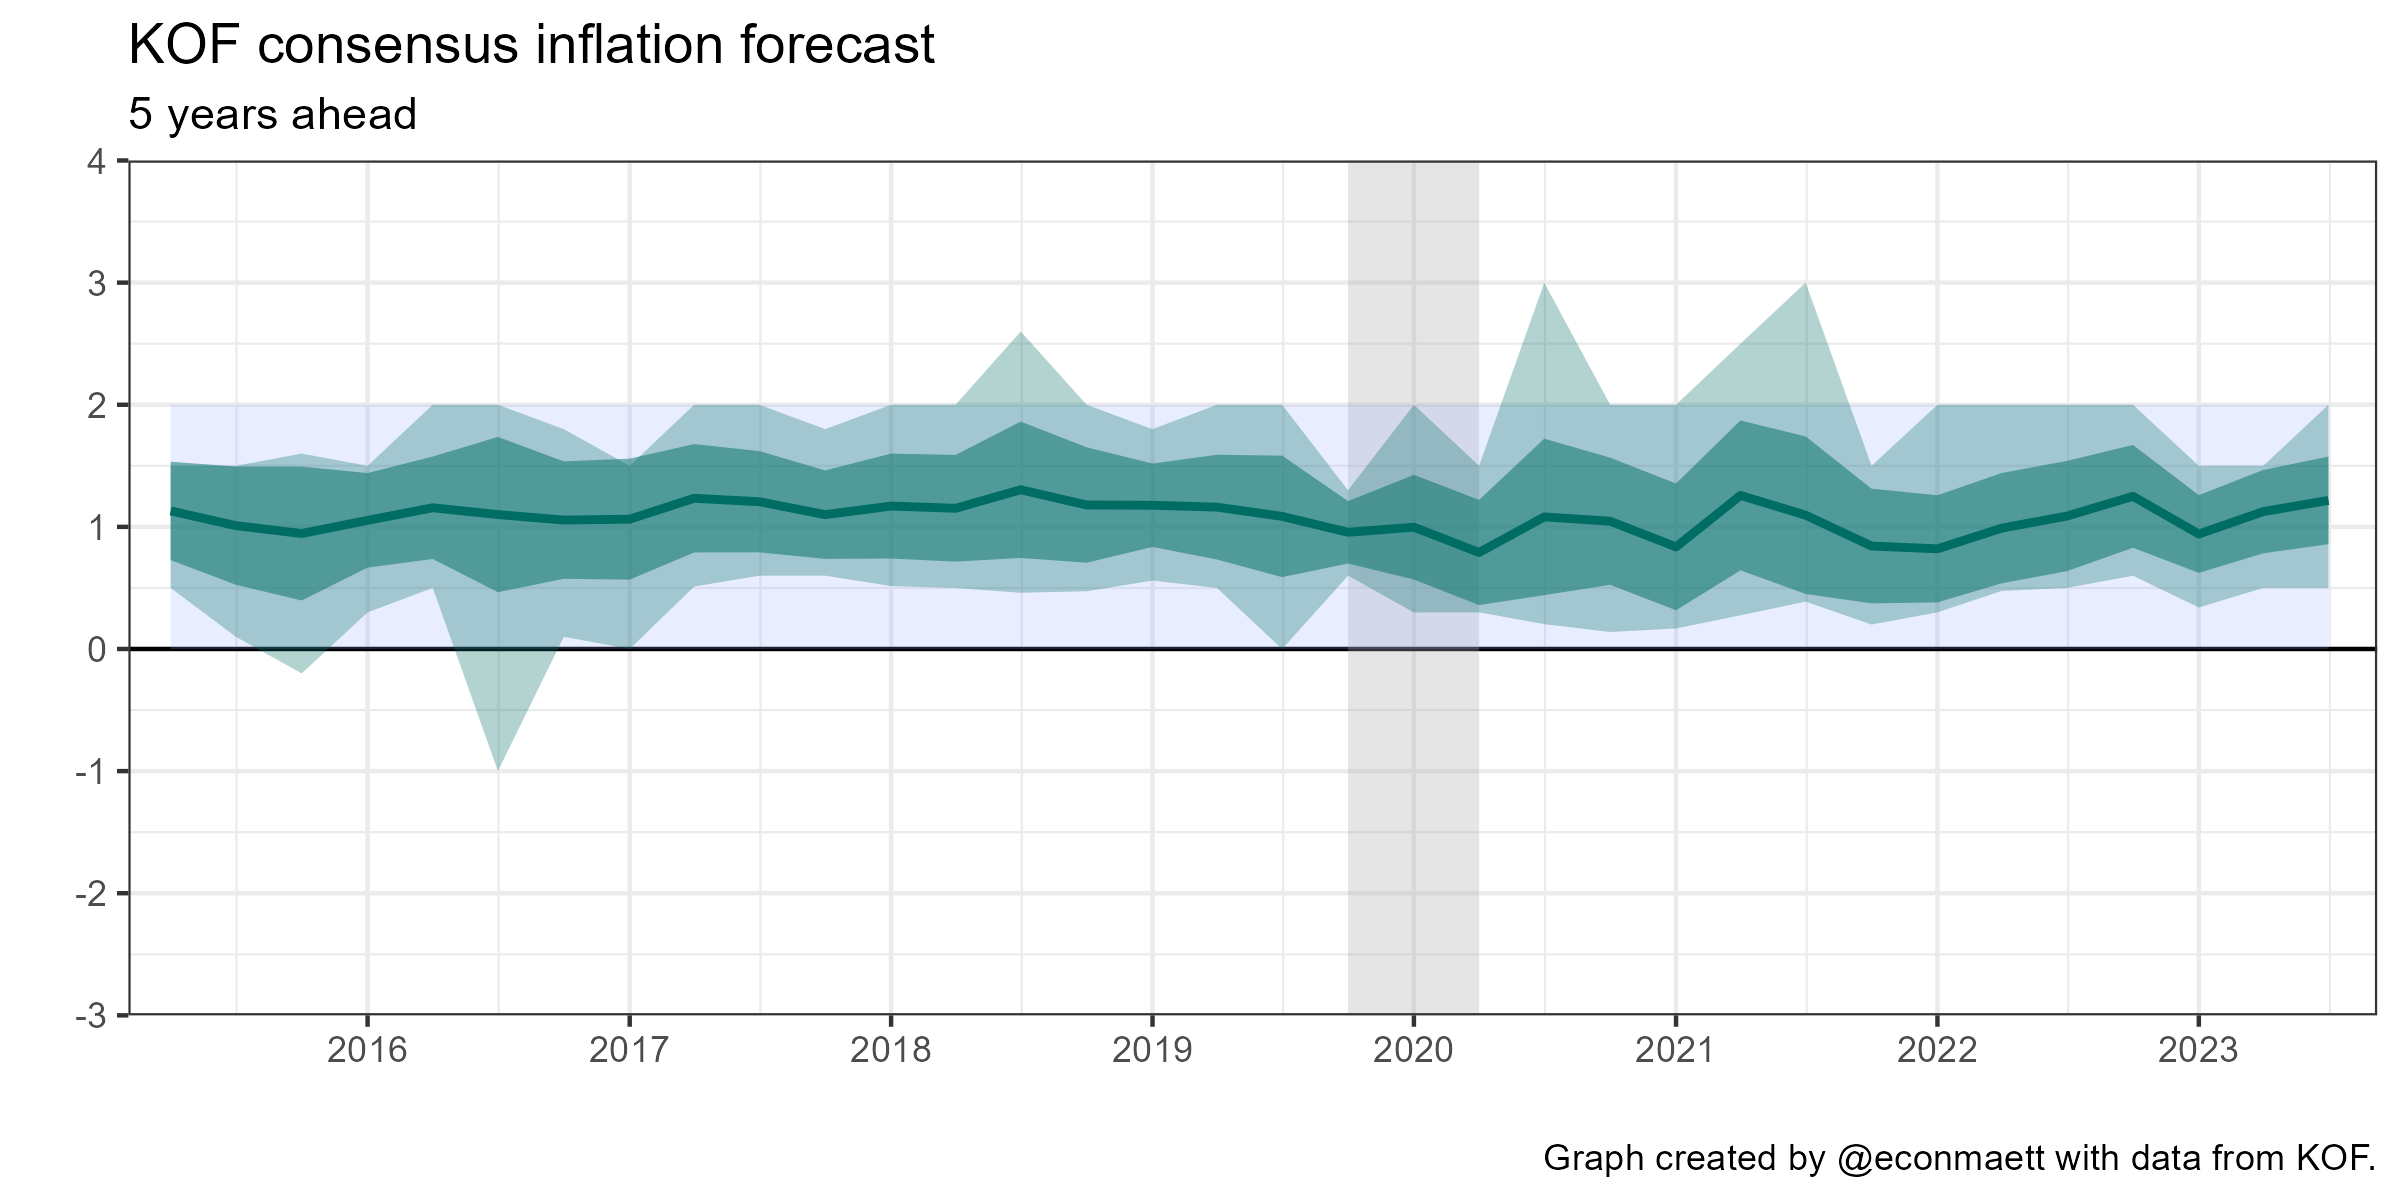 KOF consensus inflation forecast
5 years ahead
4
3
2
1
0
-1
-2
-3
2016 2017 2018 2019 2020 2021 2022 2023
Graph created by @econmaett with data from KOF.